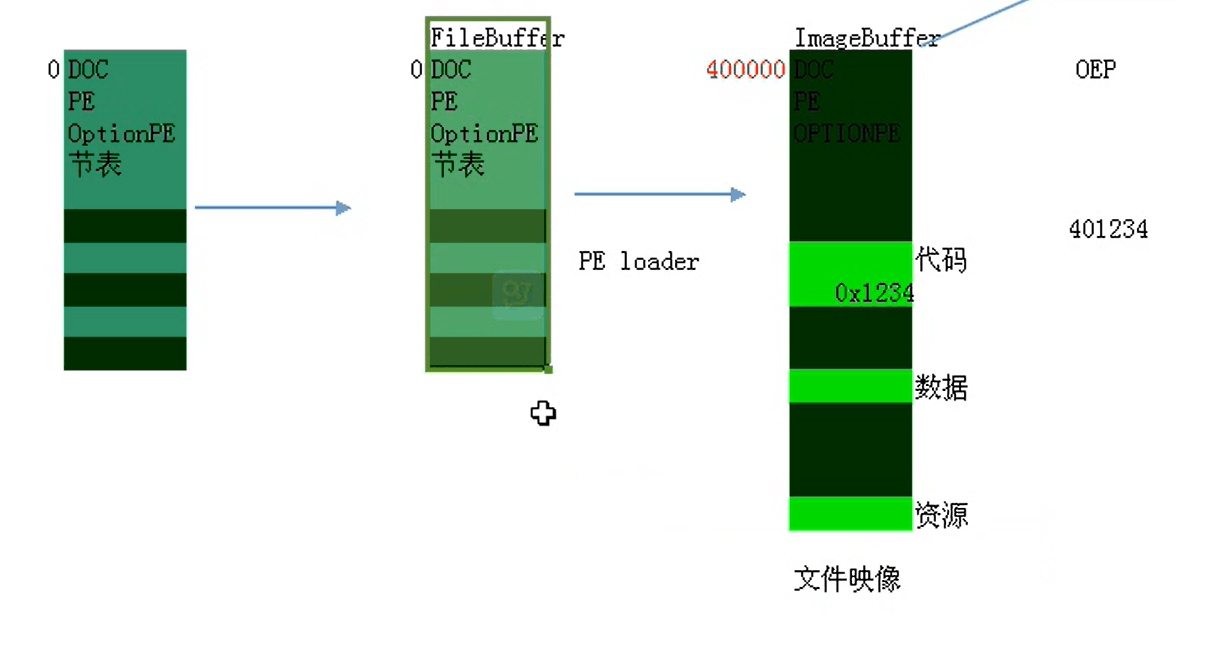 FileBuffer
ImageBuffer
0 DOC
0 DOC
400000 DOC
OEP
PE
PE
PE
OptionPE
OptionPE
OPTIONPE
节表
节表
401234
PE loader
代码
0x1234
数据
资源
文件映像